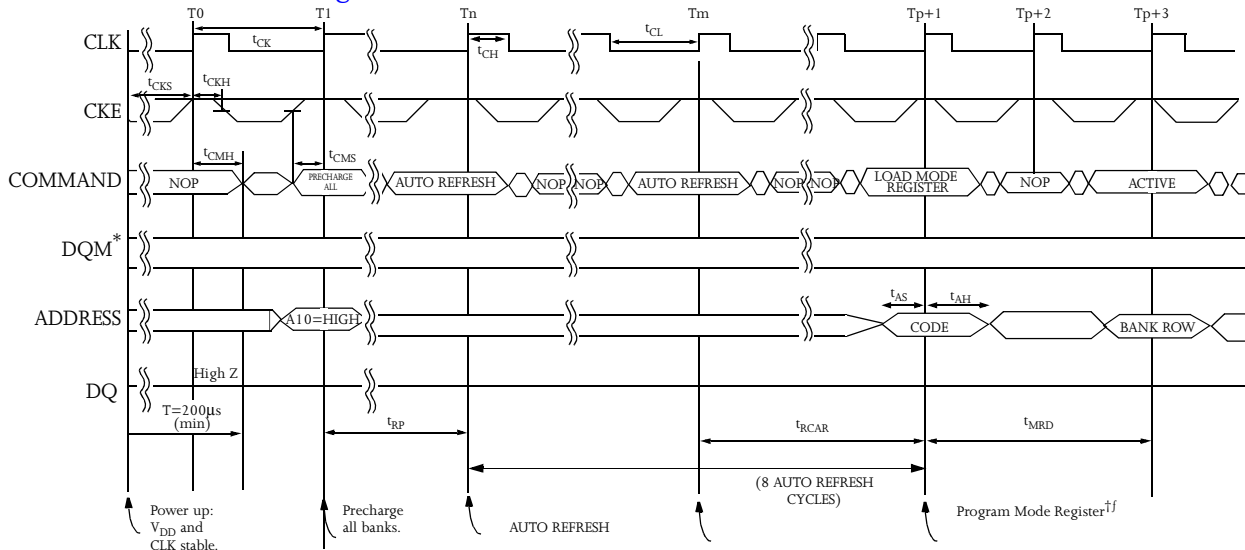 T0 T1 Tn Tm Tp+1 Tp+2 Tp+3
CLK tCK tCH tCL
tCKS tCKH
CKE
tCMH tCMS
COMMAND NOP PRECHARGE ALL AUTO REFRESH NOP NOP AUTO REFRESH NOP NOP LOAD MODE REGISTER NOP ACTIVE
DQM*
tAS tAH
ADDRESS A10=HIGH CODE BANK ROW
High Z
DQ
T=200µs
(min)
tRP tRCAR tMRD
(8 AUTO REFRESH
CYCLES)
Power up:
VDD and
CLK stable.
Precharge
all banks.
AUTO REFRESH
Program Mode Register†ƒ